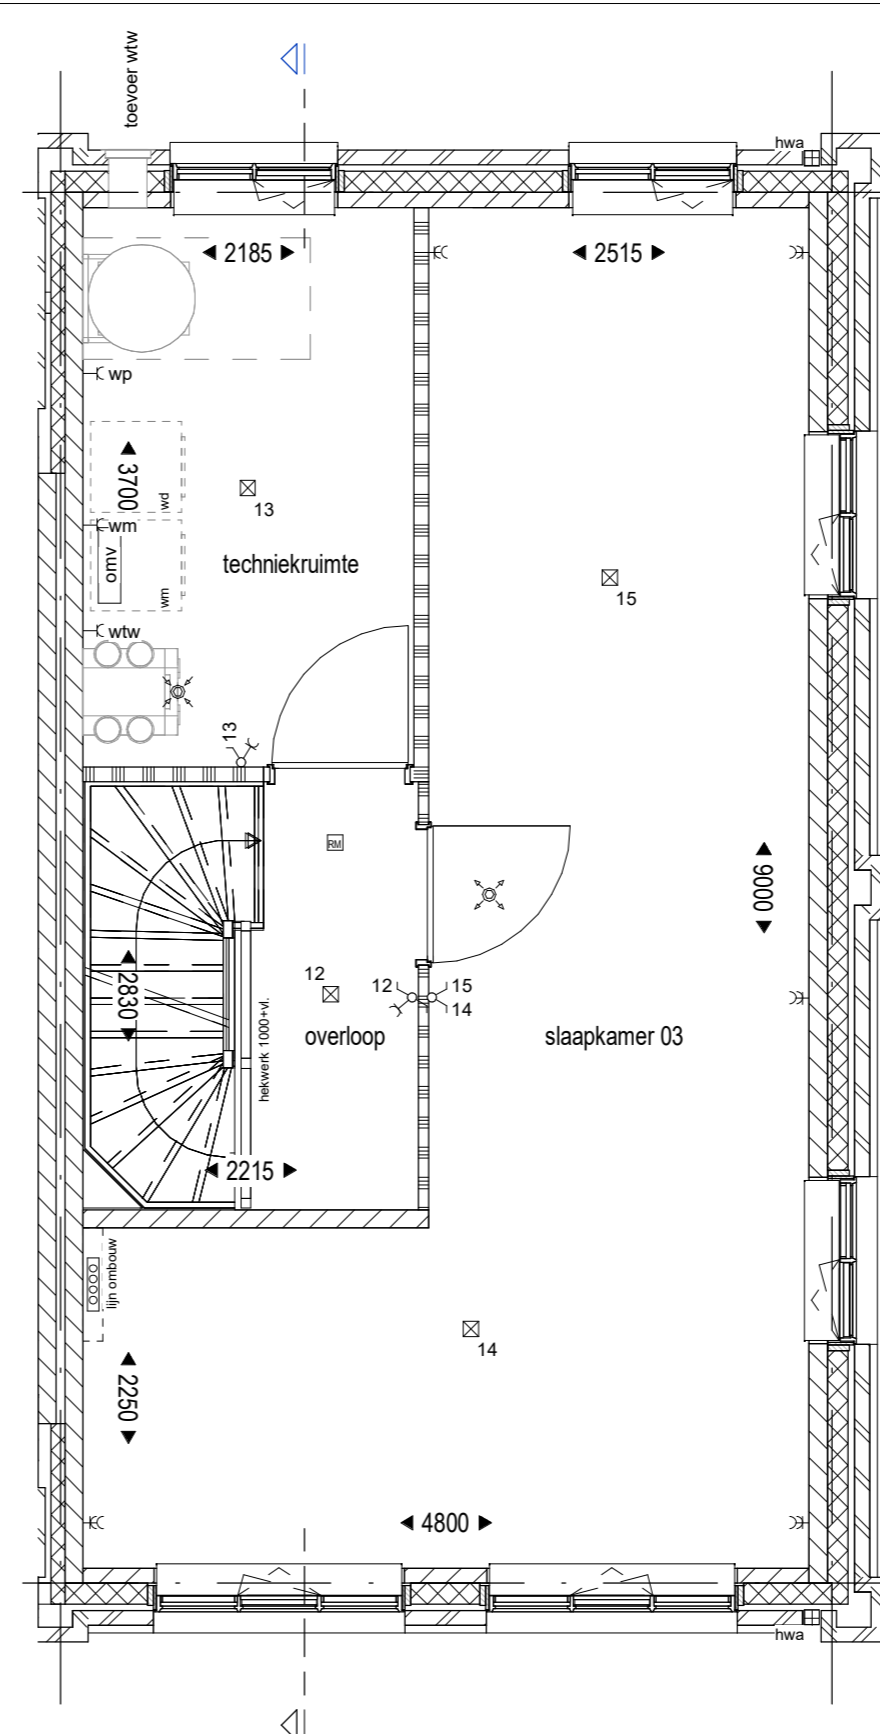 toevoer wtw
hwa
2185
2515
wp
3700
wd
13
wm
omv
techniekruimte
15
wm
wtw
13
RM
9000
12
12
15
14
2830
hekwerk 1000+vl.
overloop
slaapkamer 03
2215
lijn ombouw
14
2250
4800
hwa